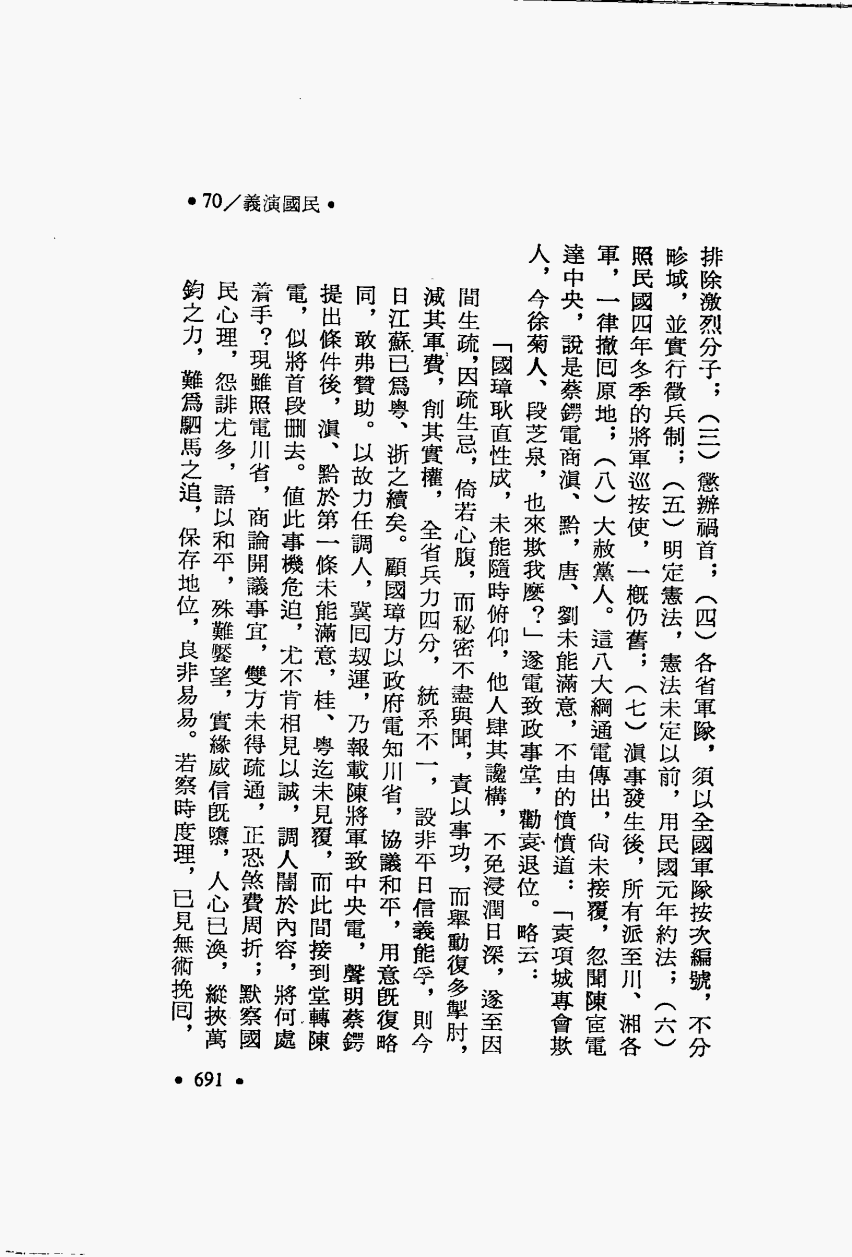 •70/義演國民•
排除激烈分子；（三）懲辦禍首；（四）各省軍隊，須以全國軍隊按次編號，不分
畛域，並實行徵兵制；（五）明定憲法，憲法未定以前，用民國元年約法；（六）
照民國四年冬季的將軍巡按使，一概仍舊；（七）滇事發生後，所有派至川、湘各
軍，一律撤回原地；（八）大赦黨人。這八大綱通電傳出，尚未接覆，忽聞陳宧電
達中央，說是蔡鍔電商滇、黔，唐、劉未能滿意，不由的憤憤道：「袁項城專會欺
人，今徐菊人、段芝泉，也來欺我麼？」遂電致政事堂，勸袁退位。略云：
「國璋耿直性成，未能隨時俯仰，他人肆其讒構，不免浸潤日深，遂至因
間生疏，因疏生忌，倚若心腹，而秘密不盡與聞，責以事功，而舉動復多掣肘，
減其軍費，削其實權，全省兵力四分，統系不一，設非平日信義能孚，則今
日江蘇已爲粵、浙之續矣。顧國璋方以政府電知川省，協議和平，用意旣復略
同，敢弗贊助。以故力任調人，冀回刼運，乃報載陳將軍致中央電，聲明蔡鍔
提出條件後，滇、黔於第一條未能滿意，桂、粵迄未見覆，而此間接到堂轉陳
電，似將首段刪去。値此事機危迫，尤不肯相見以誠，調人闇於內容，將何處
着手？現雖照電川省，商論開議事宜，雙方未得疏通，正恐煞費周折；默察國
民心理，怨誹尤多，語以和平，殊難饜望，實緣威信旣隳，人心已渙，縱挾萬
鈞之力，難爲駟馬之追，保存地位，良非易易。若察時度理，已見無術挽回，
•691•